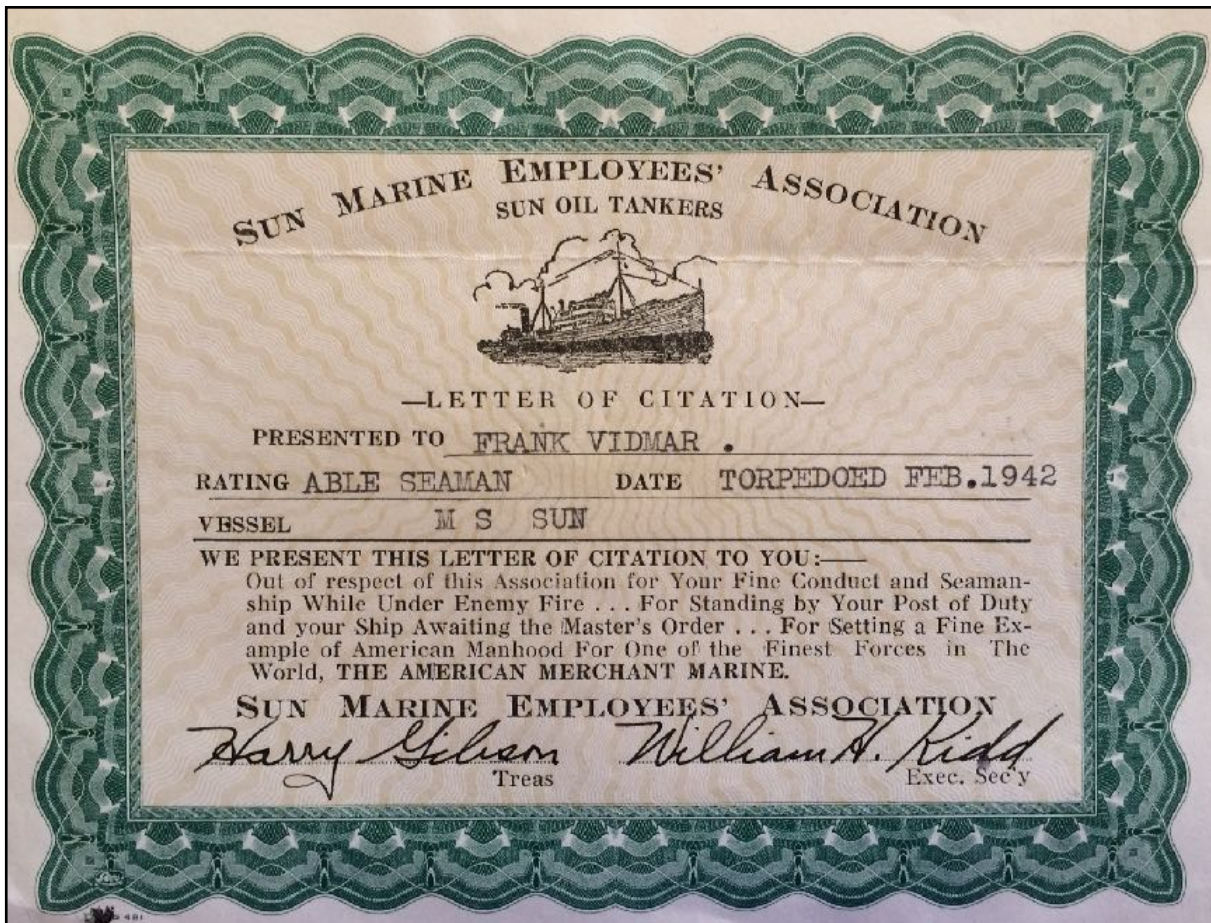 SUN MARINE EMPLOYEES' ASSOCIATION
SUN OIL TANKERS
—LETTER OF CITATION—
PRESENTED TO FRANK VIDMAR .
RATING ABLE SEAMAN DATE TORPEDOED FEB.1942
VESSEL M S SUN
WE PRESENT THIS LETTER OF CITATION TO YOU:—
Out of respect of this Association for Your Fine Conduct and Seaman-
ship While Under Enemy Fire . . . For Standing by Your Post of Duty
and your Ship Awaiting the Master's Order . . . For Setting a Fine Ex-
ample of American Manhood For One of the Finest Forces in The
World, THE AMERICAN MERCHANT MARINE.
SUN MARINE EMPLOYEES' ASSOCIATION
Harry Gibson William H. Kidd
Treas Exec. Sec'y